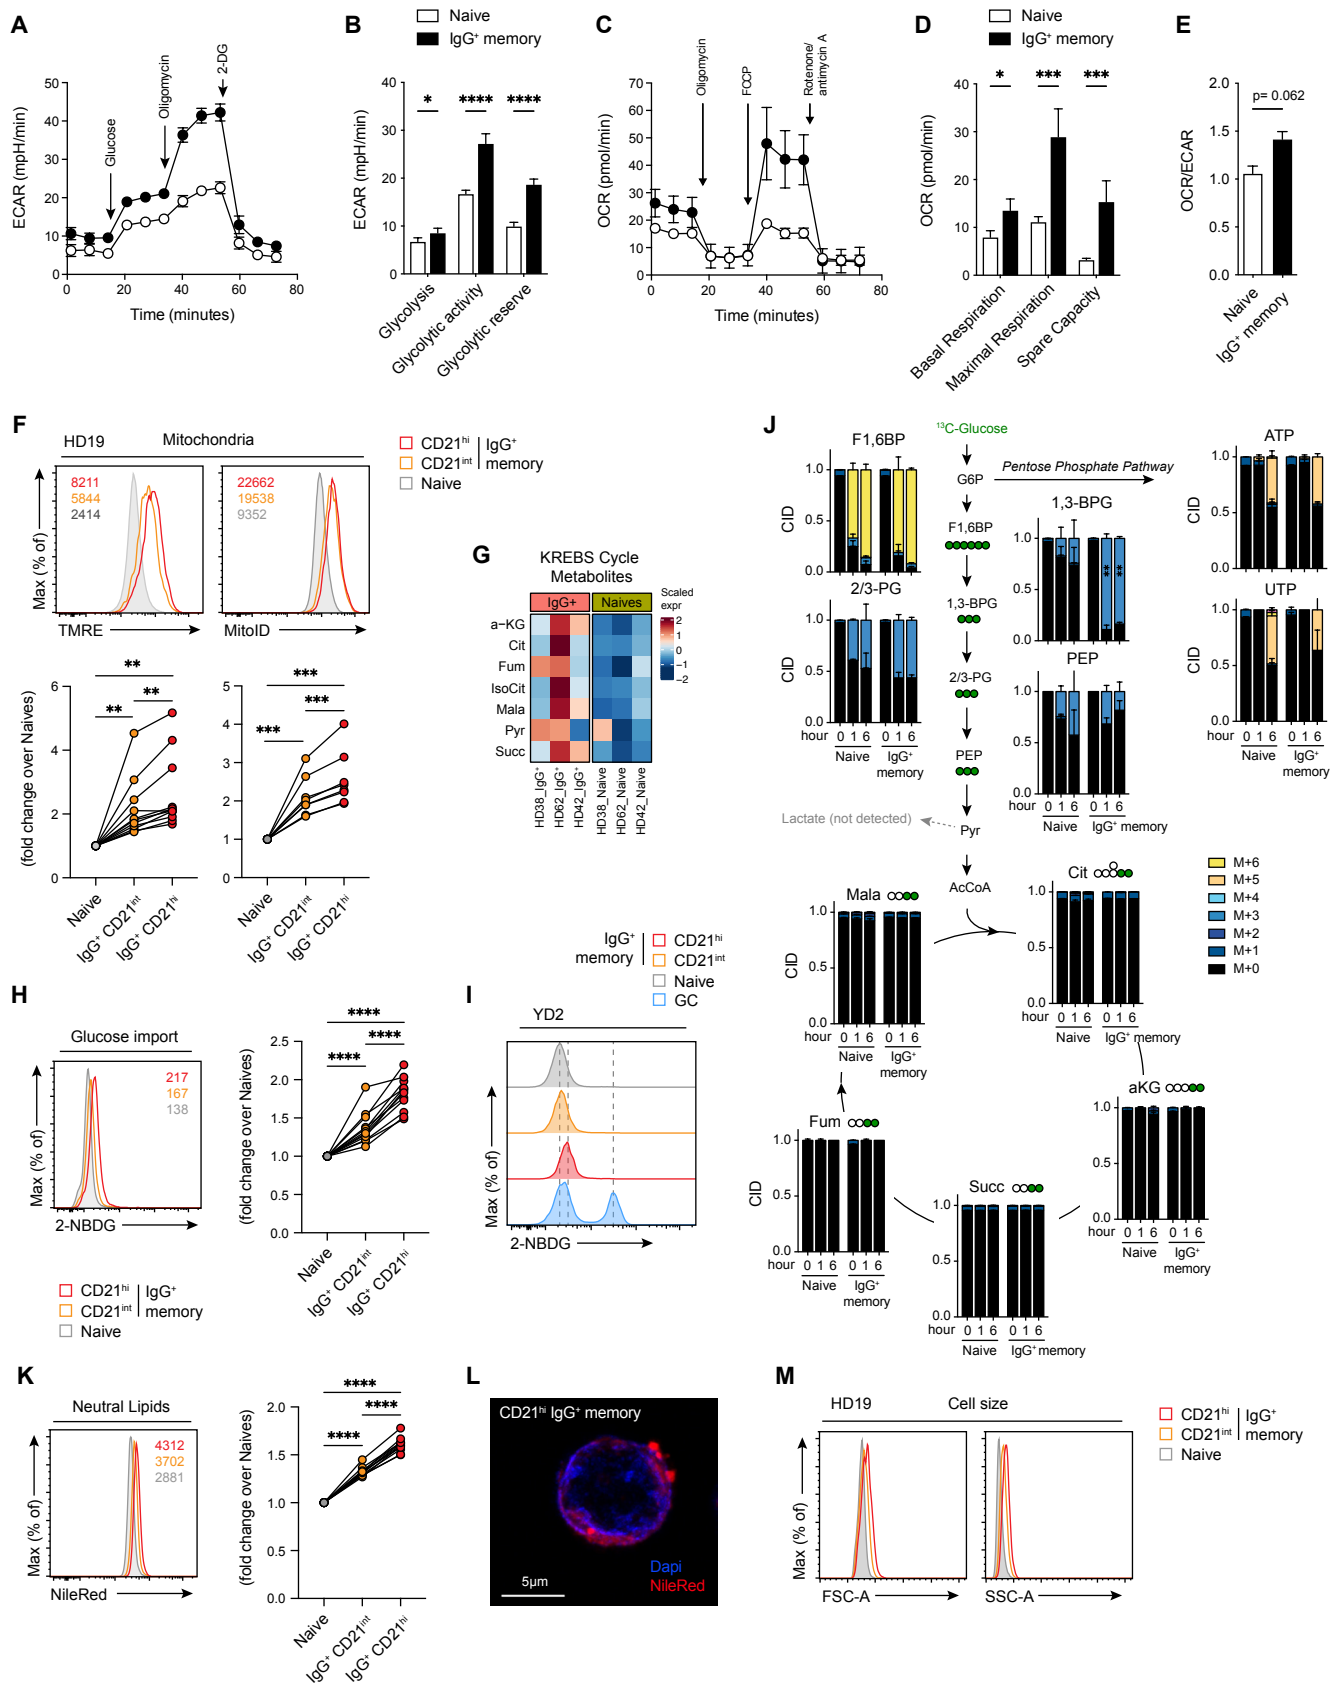 A
ECAR (mpH/min)
50
40
30
20
10
0
Glucose
Oligomycin
2-DG
0
20
40
60
80
Time (minutes)
B
Naive
IgG⁺ memory
ECAR (mpH/min)
40
30
20
10
0
*
****
****
Glycolysis
Glycolytic activity
Glycolytic reserve
C
OCR (pmol/min)
70
60
50
40
30
20
10
0
Oligomycin
FCCP
Rotenone/
antimycin A
0
20
40
60
80
Time (minutes)
D
Naive
IgG⁺ memory
OCR (pmol/min)
40
30
20
10
0
*
***
***
Basal Respiration
Maximal Respiration
Spare Capacity
E
OCR/ECAR
2.0
1.5
1.0
0.5
0.0
p= 0.062
Naive
IgG⁺ memory
F
HD19
Mitochondria
CD21ʰⁱ
CD21ⁱⁿᵗ
IgG⁺
memory
Naive
Max (% of)
8211
5844
2414
TMRE
22662
19538
9352
MitoID
(fold change over Naives)
6
4
2
0
**
**
**
Naive
IgG⁺ CD21ⁱⁿᵗ
IgG⁺ CD21ʰⁱ
5
4
3
2
1
0
***
***
***
Naive
IgG⁺ CD21ⁱⁿᵗ
IgG⁺ CD21ʰⁱ
G
KREBS Cycle
Metabolites
IgG+
Naives
Scaled
expr
2
1
0
−1
−2
a−KG
Cit
Fum
IsoCit
Mala
Pyr
Succ
HD38_IgG⁺
HD62_IgG⁺
HD42_IgG⁺
HD38_Naive
HD62_Naive
HD42_Naive
H
Glucose import
217
167
138
Max (% of)
2-NBDG
CD21ʰⁱ
CD21ⁱⁿᵗ
IgG⁺
memory
Naive
(fold change over Naives)
2.5
2.0
1.5
1.0
0.5
0.0
****
****
****
Naive
IgG⁺ CD21ⁱⁿᵗ
IgG⁺ CD21ʰⁱ
I
IgG⁺
memory
CD21ʰⁱ
CD21ⁱⁿᵗ
Naive
GC
YD2
Max (% of)
2-NBDG
J
¹³C-Glucose
G6P
Pentose Phosphate Pathway
F1,6BP
1,3-BPG
2/3-PG
PEP
Pyr
Lactate (not detected)
AcCoA
F1,6BP
CID
1.0
0.5
0.0
2/3-PG
CID
1.0
0.5
0.0
hour
0 1 6
0 1 6
Naive
IgG⁺
memory
1,3-BPG
1.0
0.5
0.0
**
**
PEP
1.0
0.5
0.0
hour
0 1 6
0 1 6
Naive
IgG⁺ memory
ATP
CID
1.0
0.5
0.0
UTP
CID
1.0
0.5
0.0
hour
0 1 6
0 1 6
Naive
IgG⁺
memory
M+6
M+5
M+4
M+3
M+2
M+1
M+0
Mala
CID
1.0
0.5
0.0
hour
0 1 6
0 1 6
Naive
IgG⁺
memory
Cit
1.0
0.5
0.0
hour
0 1 6
0 1 6
Naive
IgG⁺ memory
aKG
1.0
0.5
0.0
hour
0 1 6
0 1 6
Naive
IgG⁺
memory
Fum
CID
1.0
0.5
0.0
hour
0 1 6
0 1 6
Naive
IgG⁺
memory
Succ
1.0
0.5
0.0
hour
0 1 6
0 1 6
Naive
IgG⁺ memory
K
Neutral Lipids
4312
3702
2881
Max (% of)
NileRed
(fold change over Naives)
2.0
1.5
1.0
0.5
0
****
****
****
Naive
IgG⁺ CD21ⁱⁿᵗ
IgG⁺ CD21ʰⁱ
L
CD21ʰⁱ IgG⁺ memory
Dapi
NileRed
5µm
M
HD19
Cell size
CD21ʰⁱ
CD21ⁱⁿᵗ
IgG⁺
memory
Naive
Max (% of)
FSC-A
SSC-A